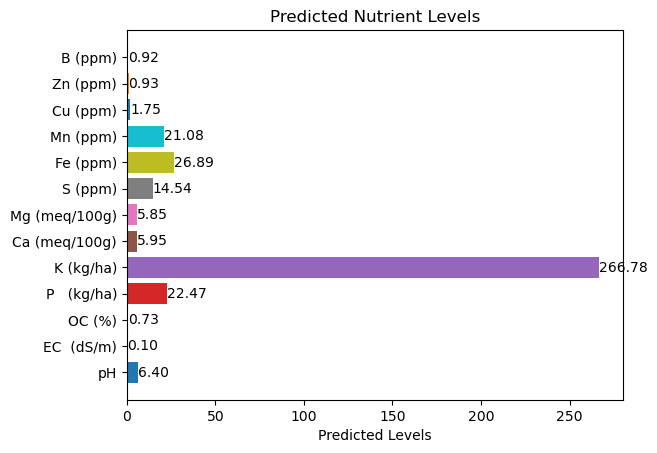 Predicted Nutrient Levels
B (ppm) 0.92
Zn (ppm) 0.93
Cu (ppm) 1.75
Mn (ppm) 21.08
Fe (ppm) 26.89
S (ppm) 14.54
Mg (meq/100g) 5.85
Ca (meq/100g) 5.95
K (kg/ha) 266.78
P   (kg/ha) 22.47
OC (%) 0.73
EC  (dS/m) 0.10
pH 6.40
0 50 100 150 200 250
Predicted Levels